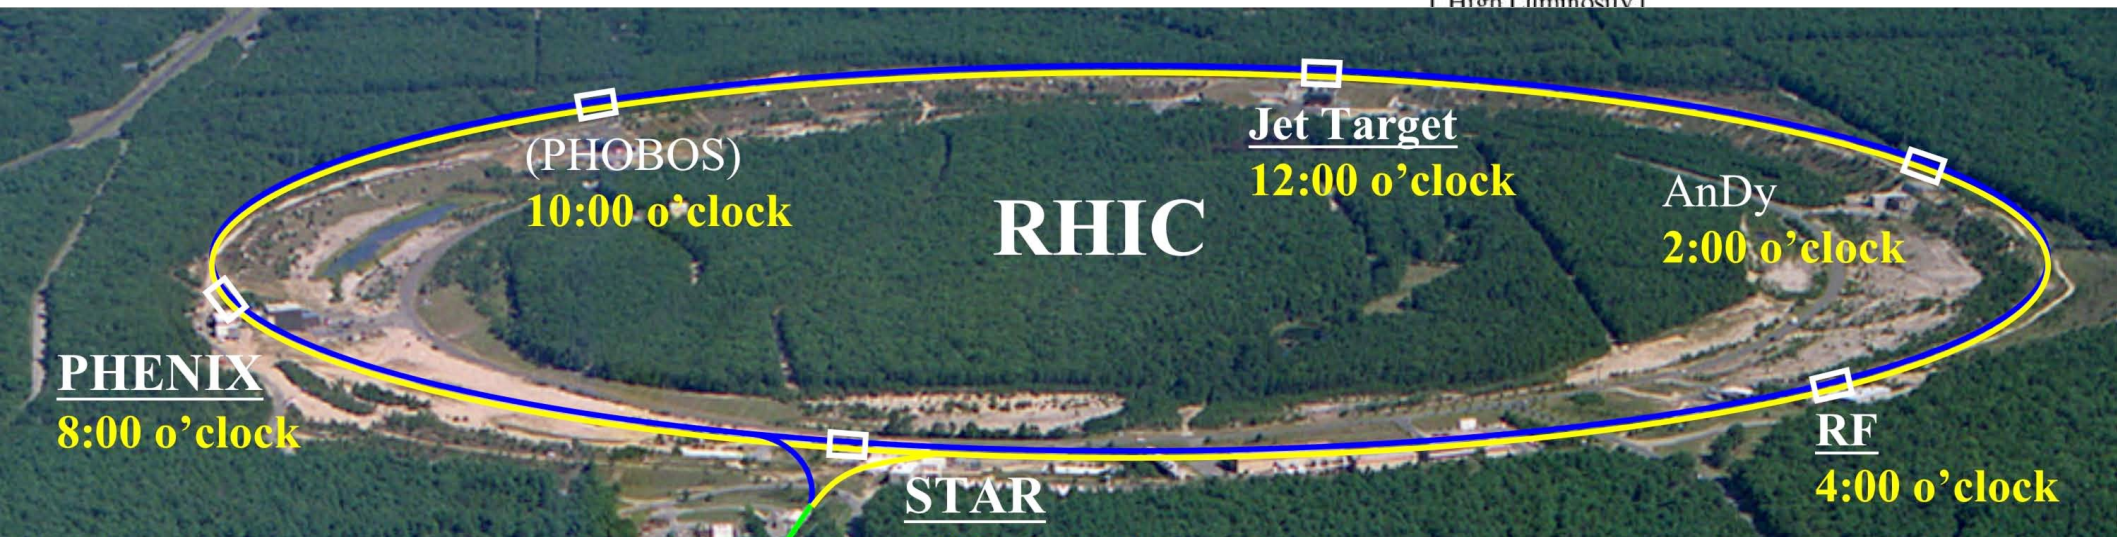 Jet Target
12:00 o’clock
(PHOBOS)
10:00 o’clock
RHIC
AnDy
2:00 o’clock
PHENIX
8:00 o’clock
STAR
RF
4:00 o’clock